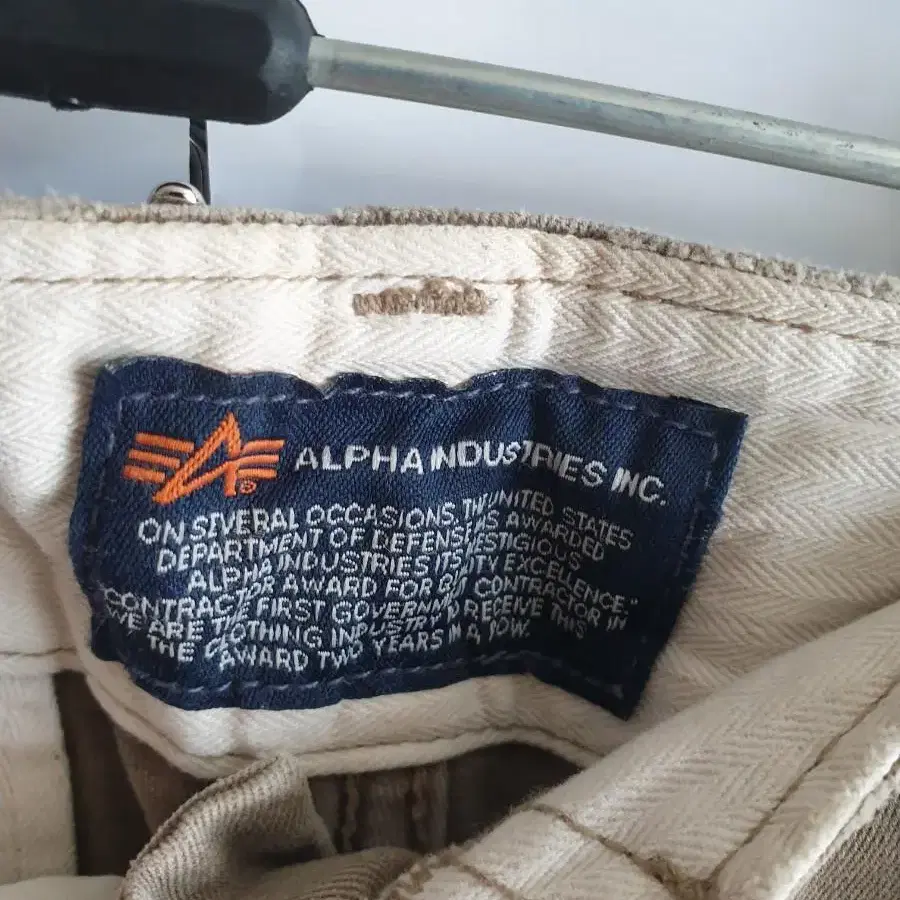 ALPHA INDUSTRIES INC.
ON SEVERAL OCCASIONS, THE UNITED STATES
DEPARTMENT OF DEFENSE HAS AWARDED
ALPHA INDUSTRIES ITS PRESTIGIOUS
"CONTRACTOR AWARD FOR QUALITY EXCELLENCE."
WE ARE THE FIRST GOVERNMENT CONTRACTOR IN
THE CLOTHING INDUSTRY TO RECEIVE THIS
AWARD TWO YEARS IN A ROW.